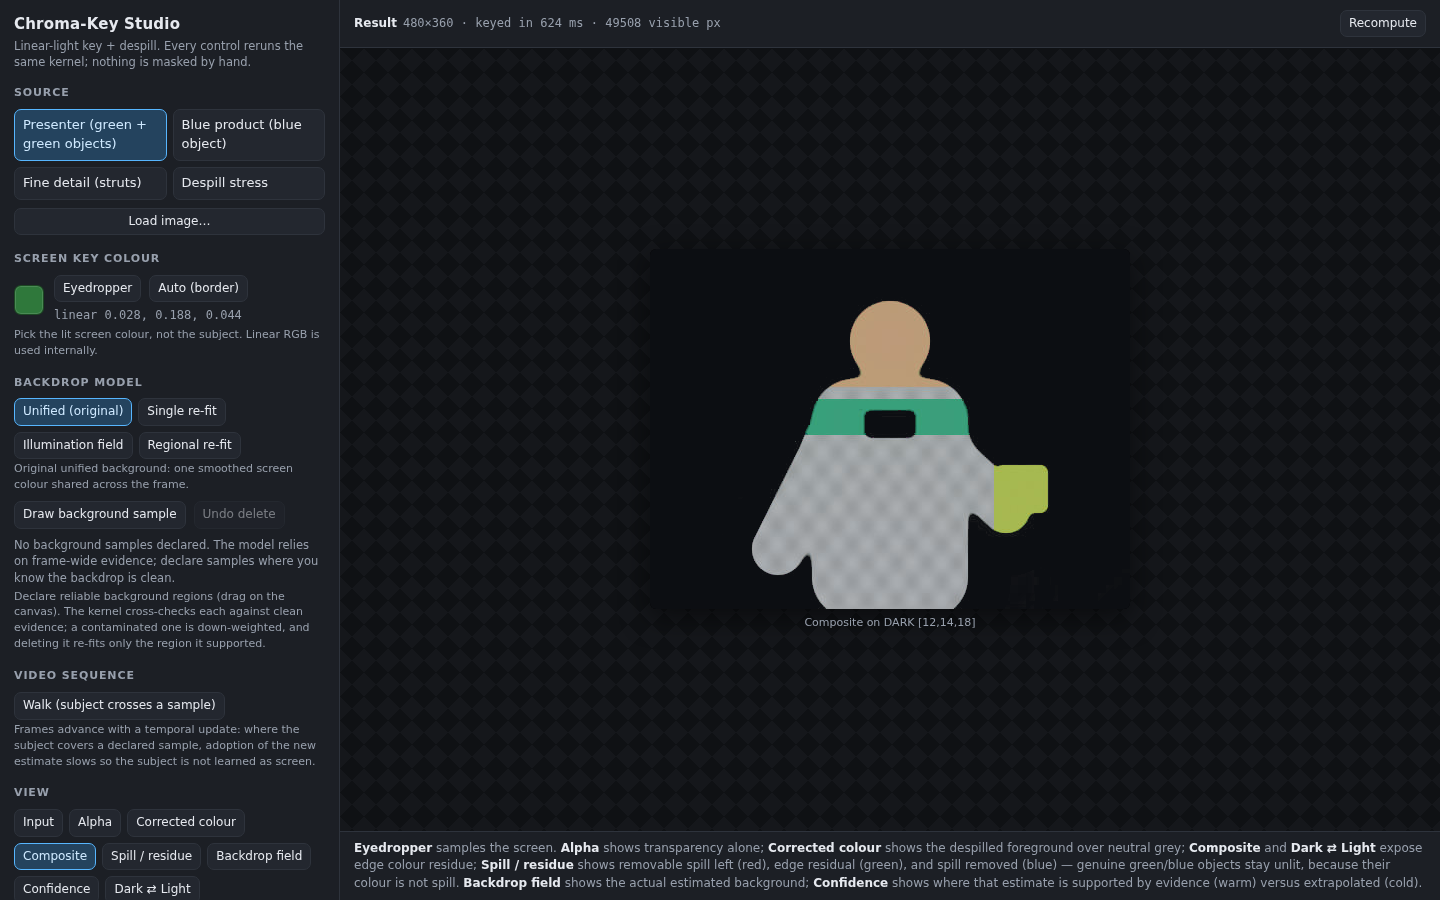 Chroma-Key Studio
Linear-light key + despill. Every control reruns the
same kernel; nothing is masked by hand.
SOURCE
Presenter (green +
green objects)
Blue product (blue
object)
Fine detail (struts)
Despill stress
Load image…
SCREEN KEY COLOUR
Eyedropper
Auto (border)
linear 0.028, 0.188, 0.044
Pick the lit screen colour, not the subject. Linear RGB is
used internally.
BACKDROP MODEL
Unified (original)
Single re-fit
Illumination field
Regional re-fit
Original unified background: one smoothed screen
colour shared across the frame.
Draw background sample
Undo delete
No background samples declared. The model relies
on frame-wide evidence; declare samples where you
know the backdrop is clean.
Declare reliable background regions (drag on the
canvas). The kernel cross-checks each against clean
evidence; a contaminated one is down-weighted, and
deleting it re-fits only the region it supported.
VIDEO SEQUENCE
Walk (subject crosses a sample)
Frames advance with a temporal update: where the
subject covers a declared sample, adoption of the new
estimate slows so the subject is not learned as screen.
VIEW
Input
Alpha
Corrected colour
Composite
Spill / residue
Backdrop field
Confidence
Dark ⇄ Light
Result 480×360 · keyed in 624 ms · 49508 visible px
Recompute
Composite on DARK [12,14,18]
Eyedropper samples the screen. Alpha shows transparency alone; Corrected colour shows the despilled foreground over neutral grey; Composite and Dark ⇄ Light expose
edge colour residue; Spill / residue shows removable spill left (red), edge residual (green), and spill removed (blue) — genuine green/blue objects stay unlit, because their
colour is not spill. Backdrop field shows the actual estimated background; Confidence shows where that estimate is supported by evidence (warm) versus extrapolated (cold).